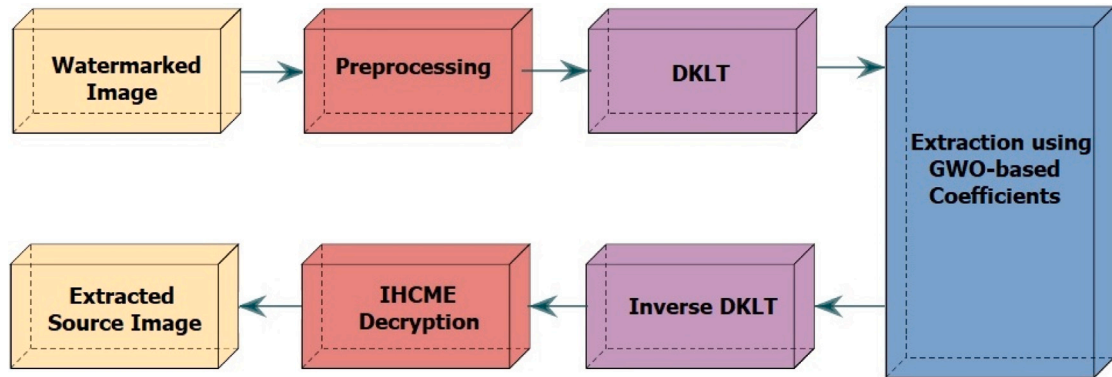 Watermarked
Image
Preprocessing
DKLT
Extraction using
GWO-based
Coefficients
Extracted
Source Image
IHCME
Decryption
Inverse DKLT